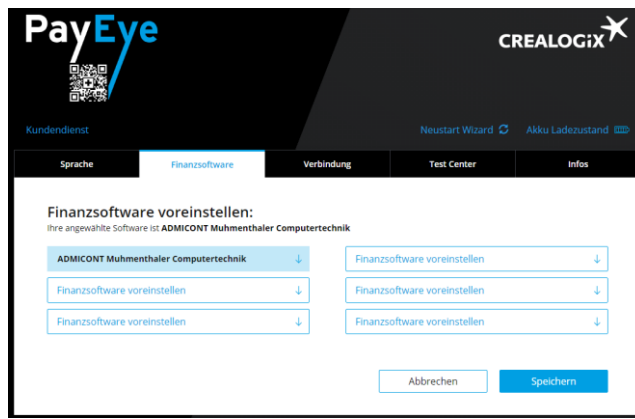 PayEye
CREALOGIX
Kundendienst
Neustart Wizard
Akku Ladezustand
Sprache
Finanzsoftware
Verbindung
Test Center
Infos
Finanzsoftware voreinstellen:
Ihre angewählte Software ist ADMICONT Muhmenthaler Computertechnik
ADMICONT Muhmenthaler Computertechnik
Finanzsoftware voreinstellen
Finanzsoftware voreinstellen
Finanzsoftware voreinstellen
Finanzsoftware voreinstellen
Finanzsoftware voreinstellen
Abbrechen
Speichern